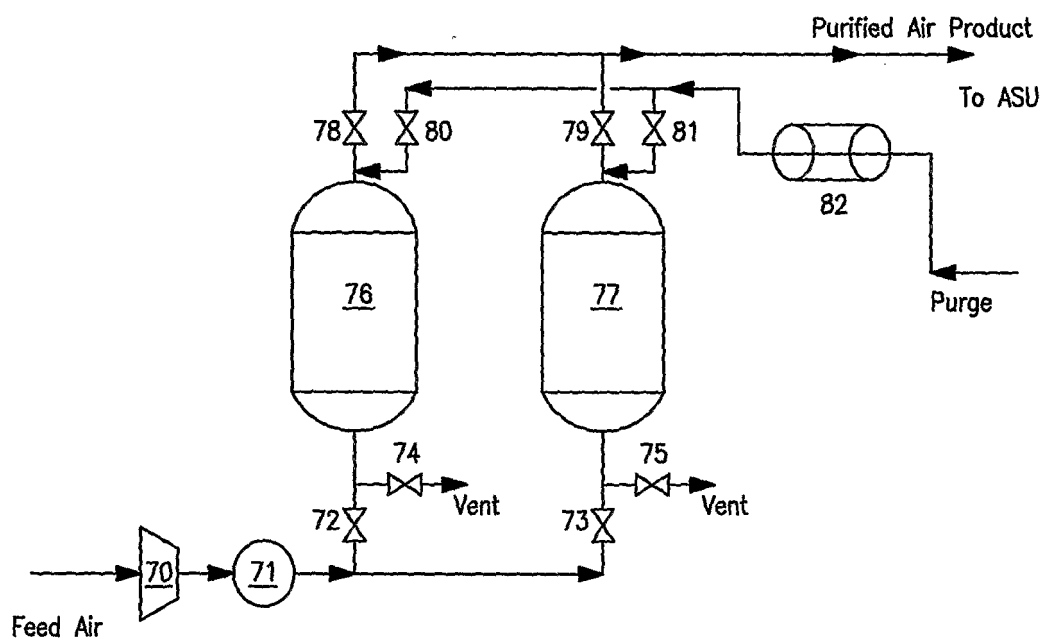 Purified Air Product
To ASU
78
80
79
81
82
76
77
Purge
74
75
Vent
Vent
72
73
70
71
Feed Air